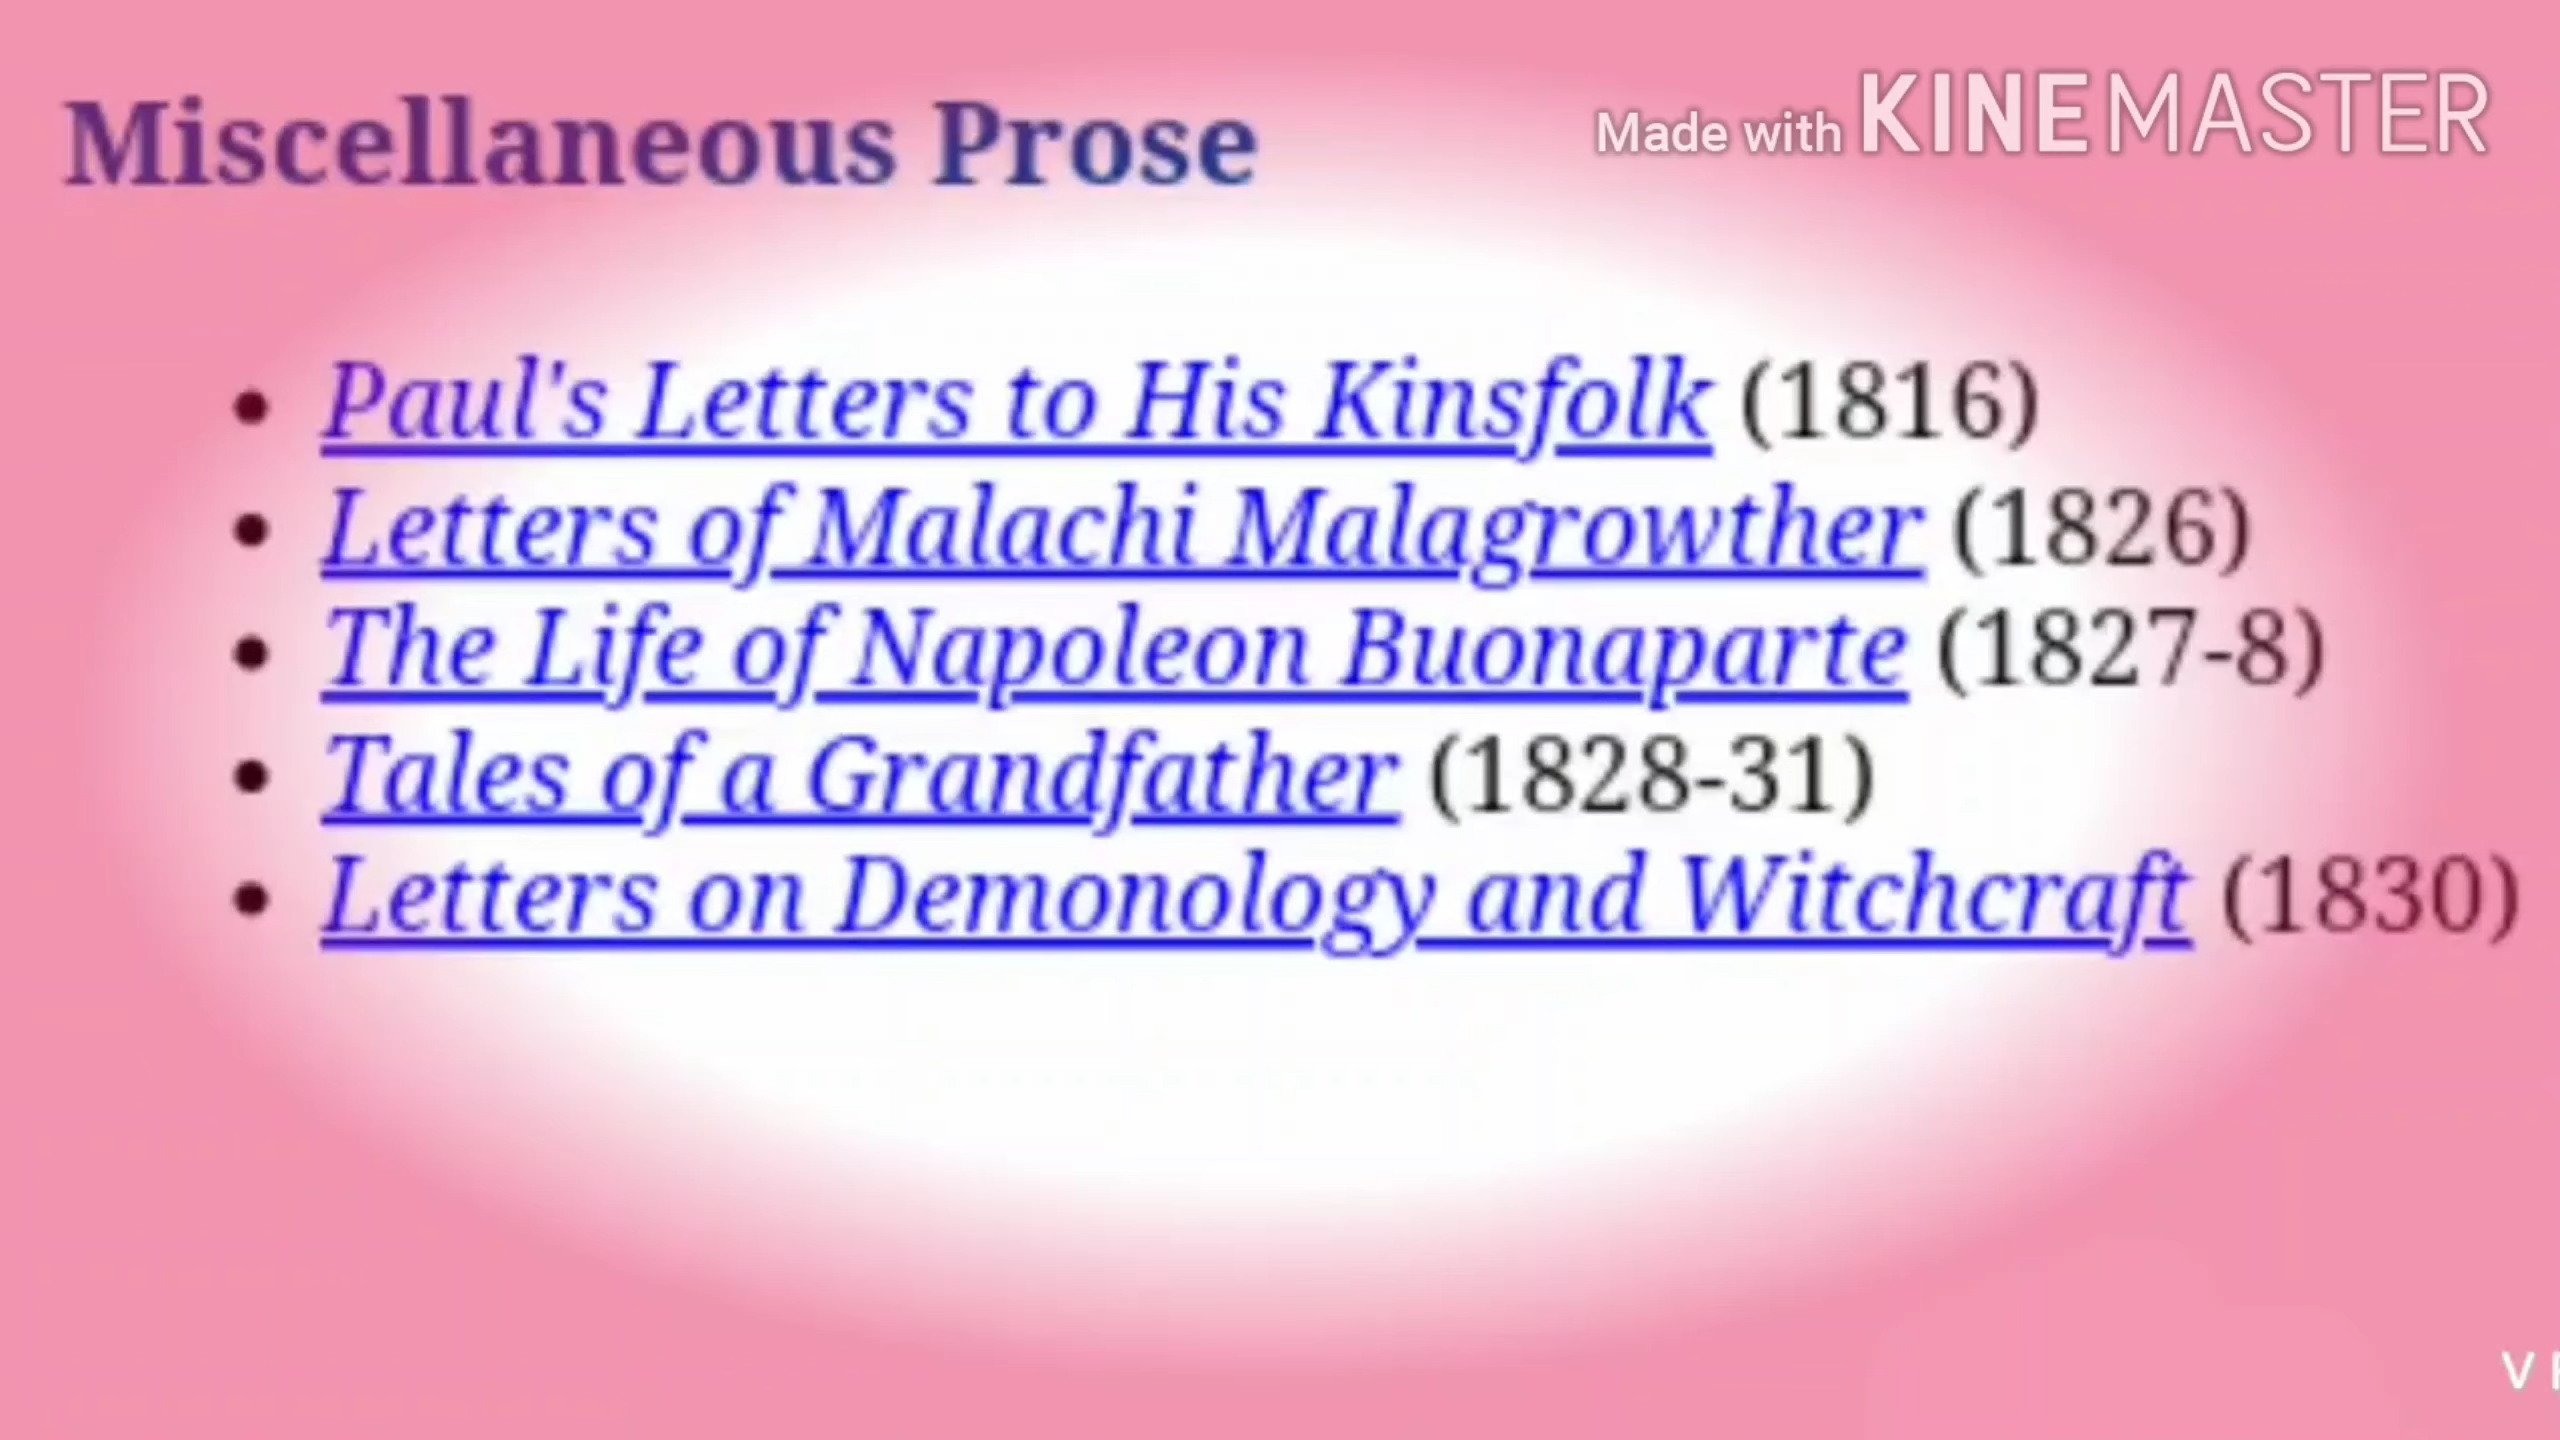 Miscellaneous Prose
Made with KINEMASTER
• Paul's Letters to His Kinsfolk (1816)
• Letters of Malachi Malagrowther (1826)
• The Life of Napoleon Buonaparte (1827-8)
• Tales of a Grandfather (1828-31)
• Letters on Demonology and Witchcraft (1830)
V